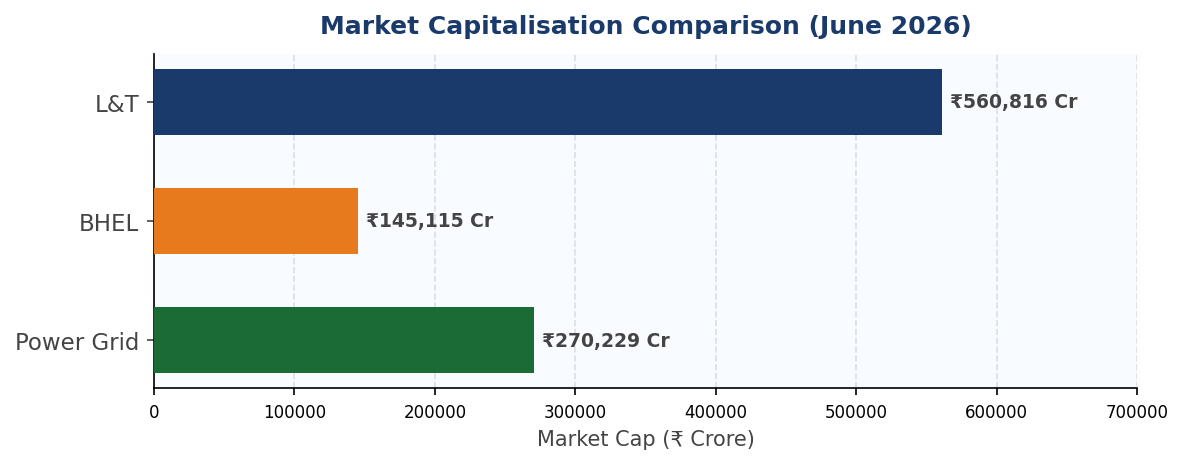 Market Capitalisation Comparison (June 2026)
L&T
₹560,816 Cr
BHEL
₹145,115 Cr
Power Grid
₹270,229 Cr
0 100000 200000 300000 400000 500000 600000 700000
Market Cap (₹ Crore)